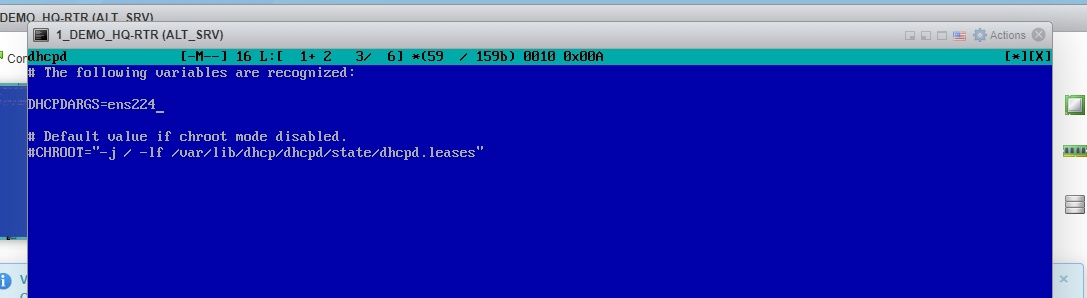 DEMO_HQ-RTR (ALT_SRV)
1_DEMO_HQ-RTR (ALT_SRV)
Actions
Con
dhcpd [-M--] 16 L:[ 1+ 2 3/ 6] *(59 / 159b) 0010 0x00A [*][X]
# The following variables are recognized:
DHCPDARGS=ens224_
# Default value if chroot mode disabled.
#CHROOT="-j / -lf /var/lib/dhcp/dhcpd/state/dhcpd.leases"
V